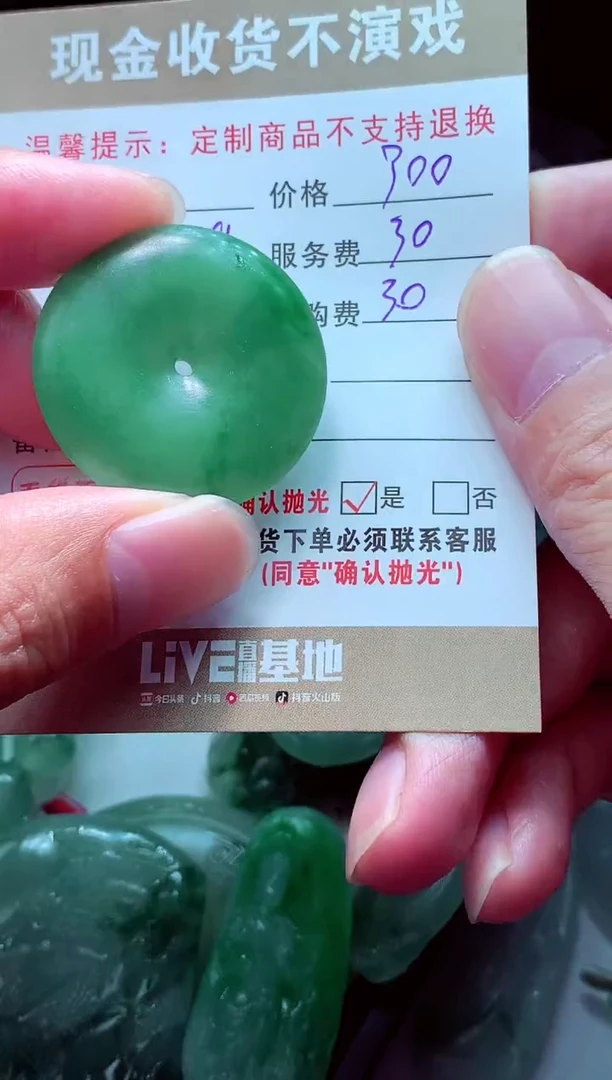 现金收货不演戏
温馨提示：定制商品不支持退换
价格 300
服务费 30
购费 30
确认抛光 是 否
货下单必须联系客服
(同意"确认抛光")
LiVE直播基地
今日头条 抖音 西瓜视频 抖音火山版